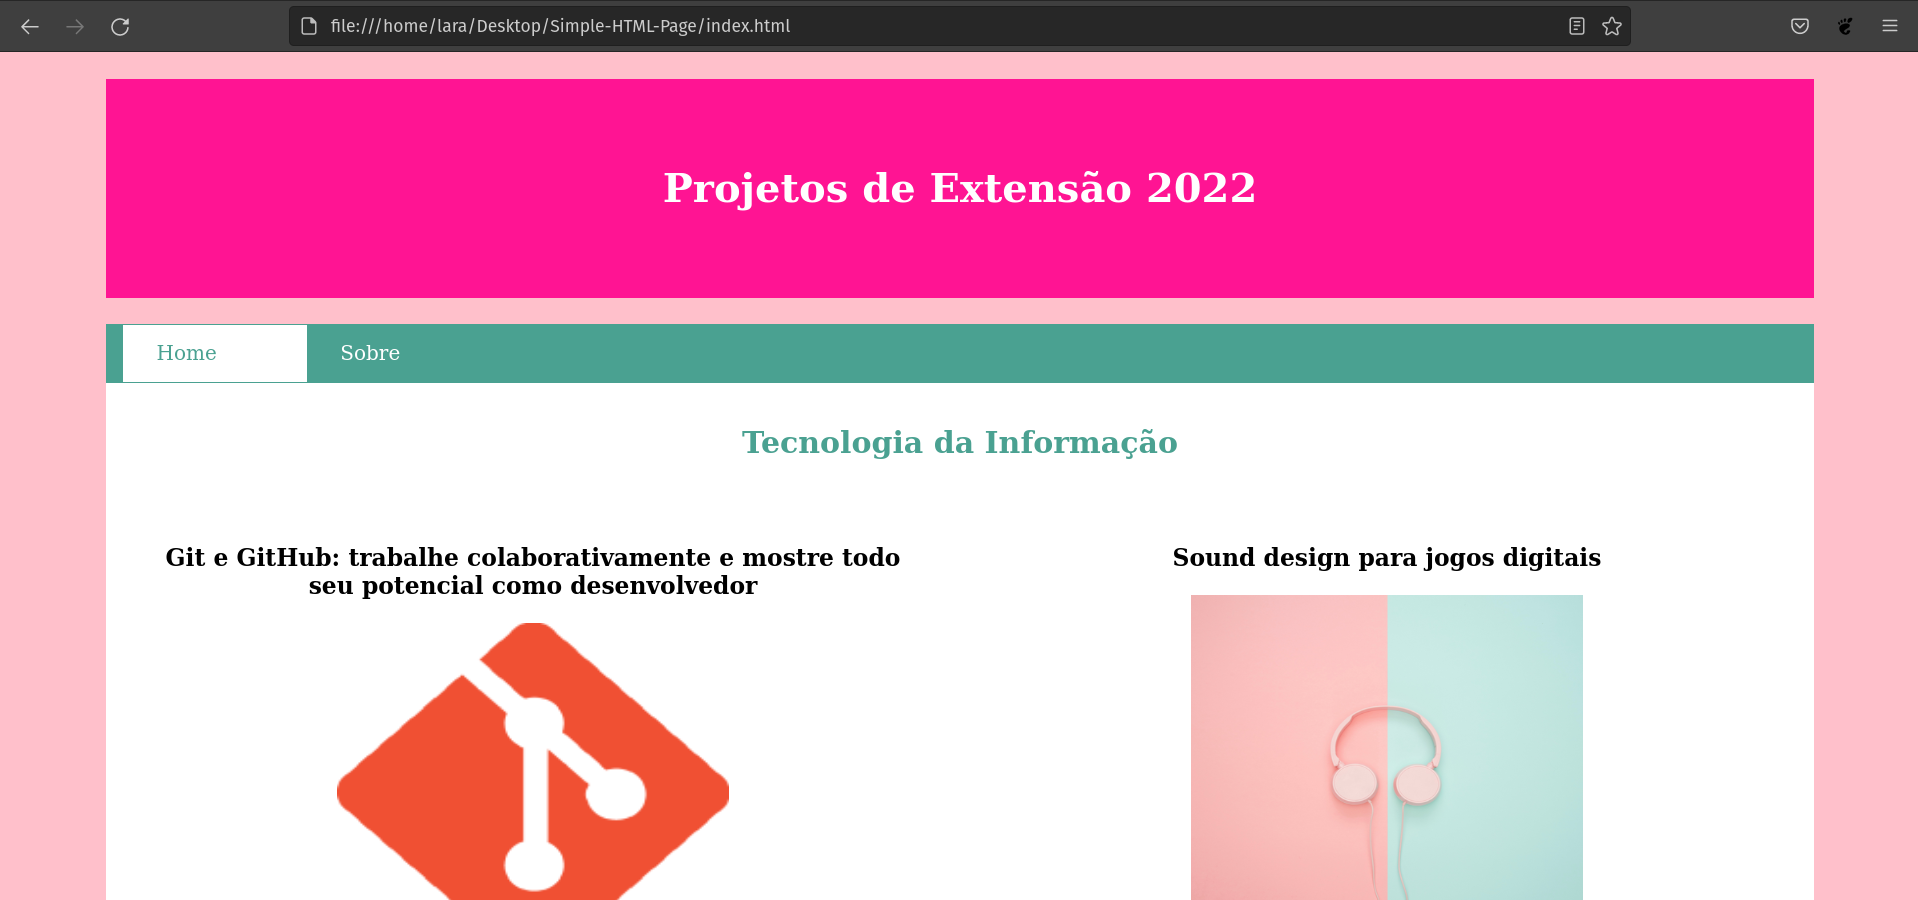 file:///home/lara/Desktop/Simple-HTML-Page/index.html
Projetos de Extensão 2022
Home
Sobre
Tecnologia da Informação
Git e GitHub: trabalhe colaborativamente e mostre todo
seu potencial como desenvolvedor
Sound design para jogos digitais